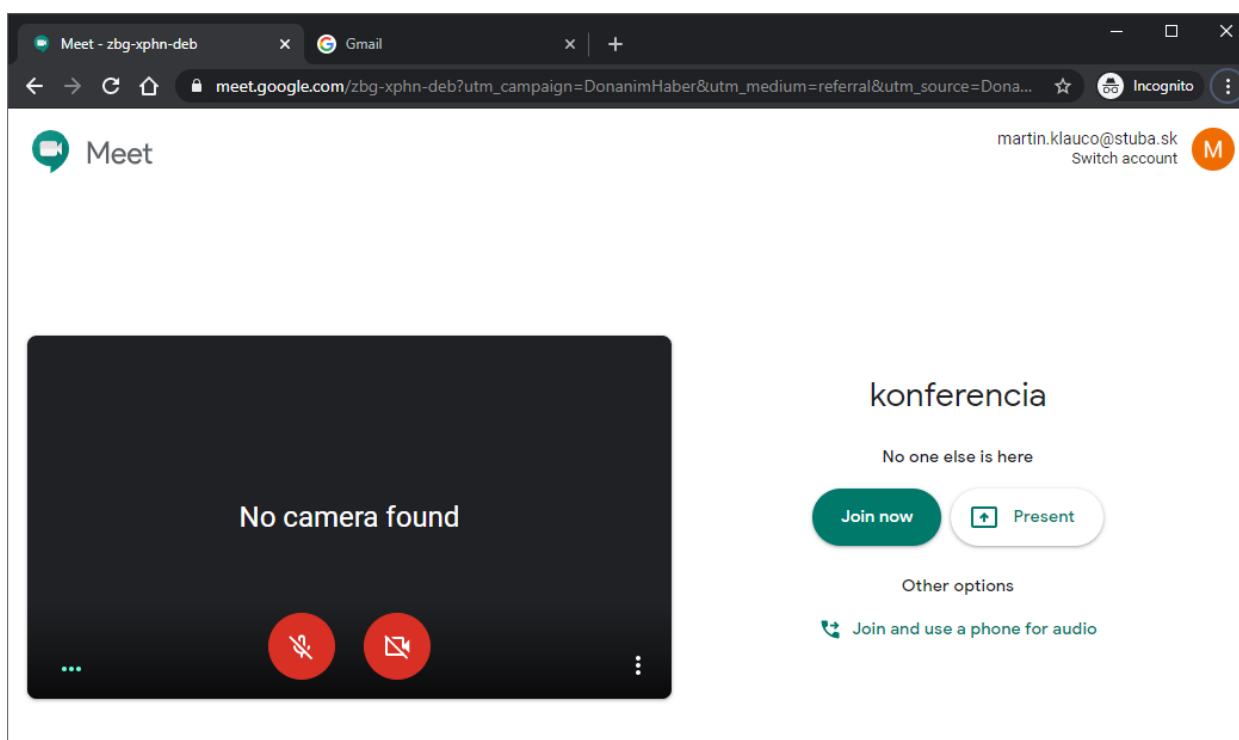 Meet - zbg-xphn-deb
Gmail
meet.google.com/zbg-xphn-deb?utm_campaign=DonanimHaber&utm_medium=referral&utm_source=Dona...
Incognito
Meet
martin.klauco@stuba.sk
Switch account
M
konferencia
No one else is here
No camera found
Join now
Present
Other options
Join and use a phone for audio